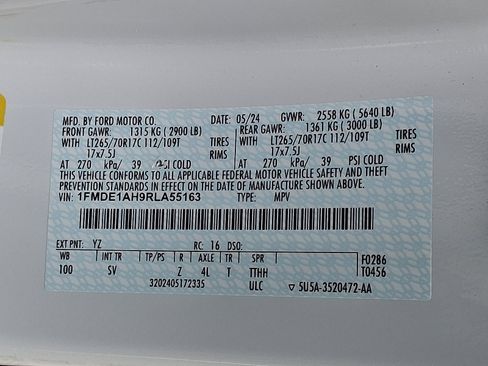 MFD. BY FORD MOTOR CO. DATE: 05/24 GVWR: 2558 KG ( 5640 LB)
FRONT GAWR: 1315 KG ( 2900 LB) REAR GAWR: 1361 KG ( 3000 LB)
WITH LT265/70R17C 112/109T TIRES WITH LT265/70R17C 112/109T TIRES
17x7.5J RIMS 17x7.5J RIMS
AT 270 kPa/ 39 PSI COLD AT 270 kPa/ 39 PSI COLD
THIS VEHICLE CONFORMS TO ALL APPLICABLE FEDERAL MOTOR VEHICLE SAFETY AND
THEFT PREVENTION STANDARDS IN EFFECT ON THE DATE OF MANUFACTURE SHOWN ABOVE.
VIN: 1FMDE1AH9RLA55163 TYPE: MPV
EXT PNT: YZ RC: 16 DSO:
WB INT TR TP/PS R AXLE TR SPR F0286
100 SV Z 4L T TTHH T0456
3202405172335 ULC ▽ 5U5A-3520472-AA